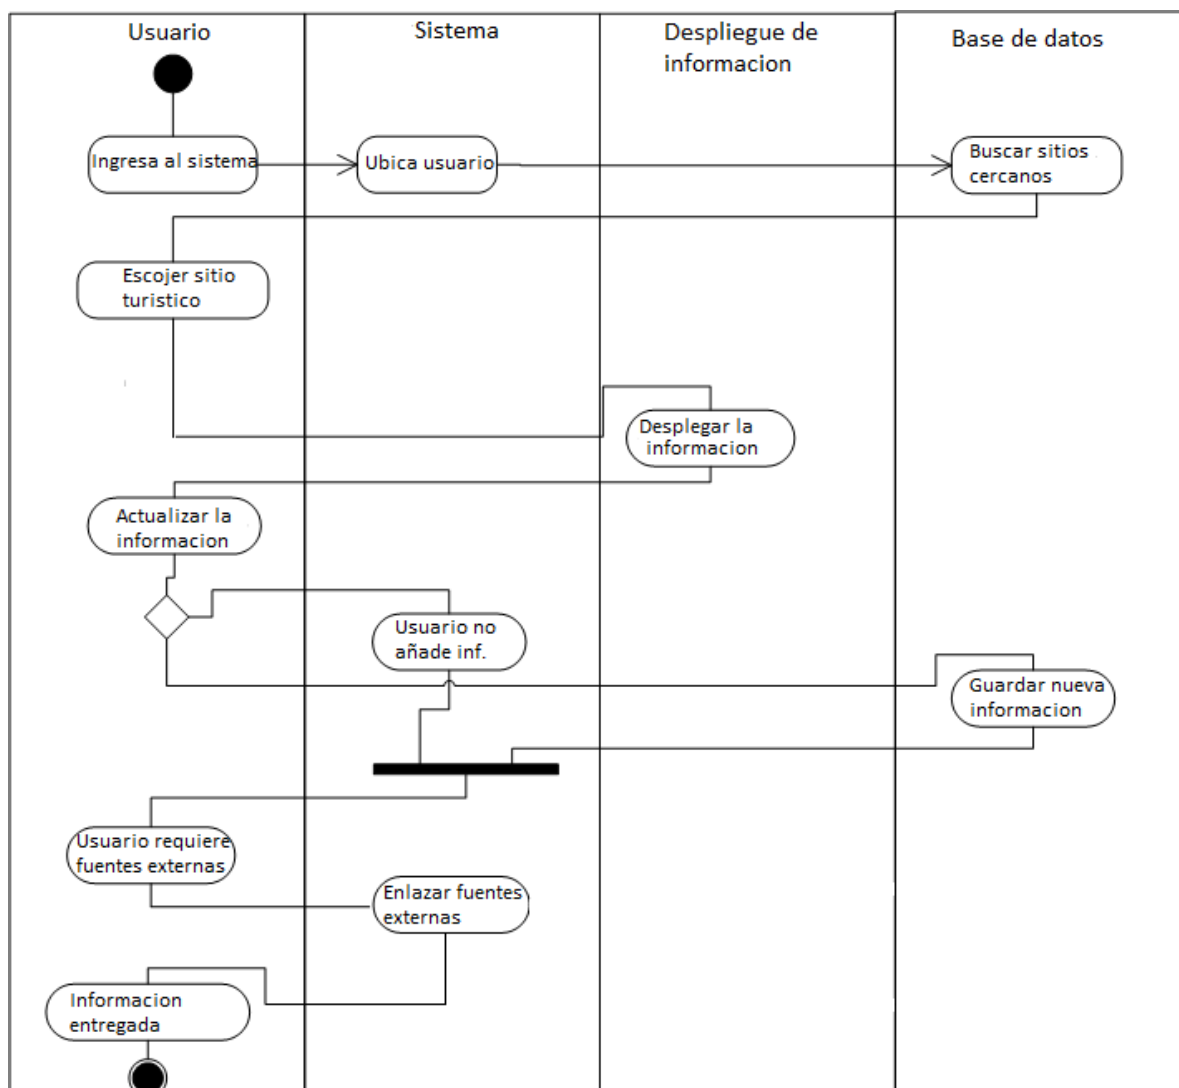 Usuario
Sistema
Despliegue de
informacion
Base de datos
Ingresa al sistema
Ubica usuario
Buscar sitios
cercanos
Escojer sitio
turistico
Desplegar la
informacion
Actualizar la
informacion
Usuario no
añade inf.
Guardar nueva
informacion
Usuario requiere
fuentes externas
Enlazar fuentes
externas
Informacion
entregada